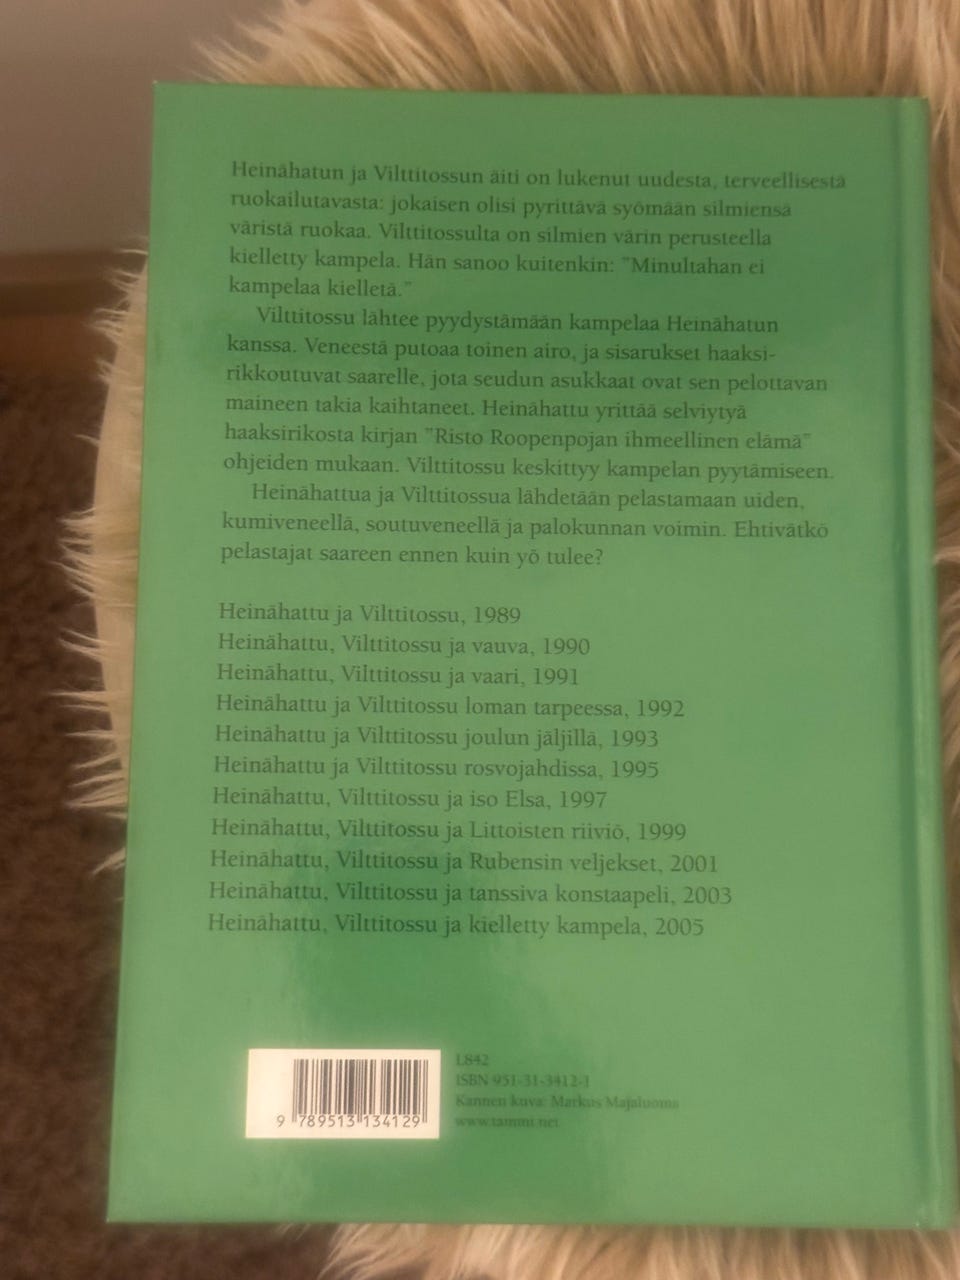 Heinähatun ja Vilttitossun äiti on lukenut uudesta, terveellisestä
ruokailutavasta: jokaisen olisi pyrittävä syömään silmiensä
väristä ruokaa. Vilttitossulta on silmien värin perusteella
kielletty kampela. Hän sanoo kuitenkin: "Minultahan ei
kampelaa kielletä."
Vilttitossu lähtee pyydystämään kampelaa Heinähatun
kanssa. Veneestä putoaa toinen airo, ja sisarukset haaksi-
rikkoutuvat saarelle, jota seudun asukkaat ovat sen pelottavan
maineen takia kaihtaneet. Heinähattu yrittää selviytyä
haaksirikosta kirjan "Risto Roopenpojan ihmeellinen elämä"
ohjeiden mukaan. Vilttitossu keskittyy kampelan pyytämiseen.
Heinähattua ja Vilttitossua lähdetään pelastamaan uiden,
kumiveneellä, soutuveneellä ja palokunnan voimin. Ehtivätkö
pelastajat saareen ennen kuin yö tulee?
Heinähattu ja Vilttitossu, 1989
Heinähattu, Vilttitossu ja vauva, 1990
Heinähattu, Vilttitossu ja vaari, 1991
Heinähattu ja Vilttitossu loman tarpeessa, 1992
Heinähattu ja Vilttitossu joulun jäljillä, 1993
Heinähattu ja Vilttitossu rosvojahdissa, 1995
Heinähattu, Vilttitossu ja iso Elsa, 1997
Heinähattu, Vilttitossu ja Littoisten riiviö, 1999
Heinähattu, Vilttitossu ja Rubensin veljekset, 2001
Heinähattu, Vilttitossu ja tanssiva konstaapeli, 2003
Heinähattu, Vilttitossu ja kielletty kampela, 2005
L842
ISBN 951-31-3412-1
Kannen kuva: Markus Majaluoma
www.tammi.net
9 789513 134129